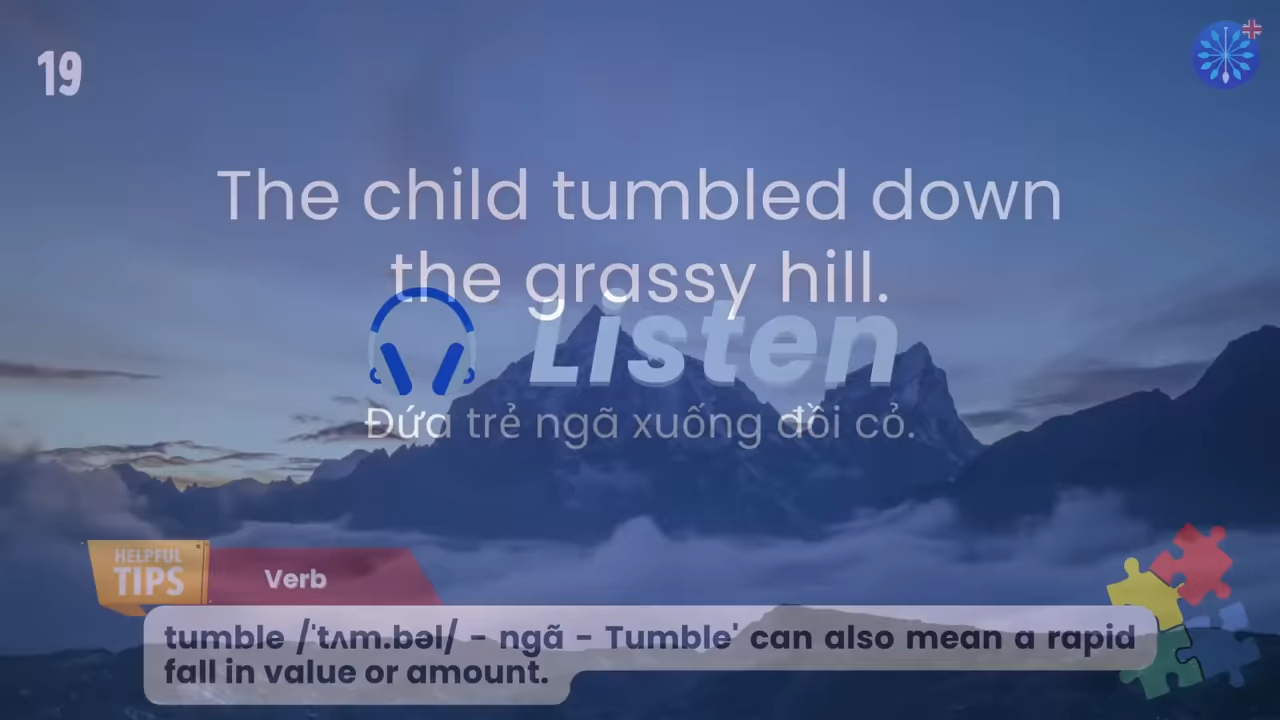 19
The child tumbled down
the grassy hill.
Listen
Đứa trẻ ngã xuống đồi cỏ.
HELPFUL
TIPS
Verb
tumble /ˈtʌm.bəl/ - ngã - Tumble' can also mean a rapid
fall in value or amount.